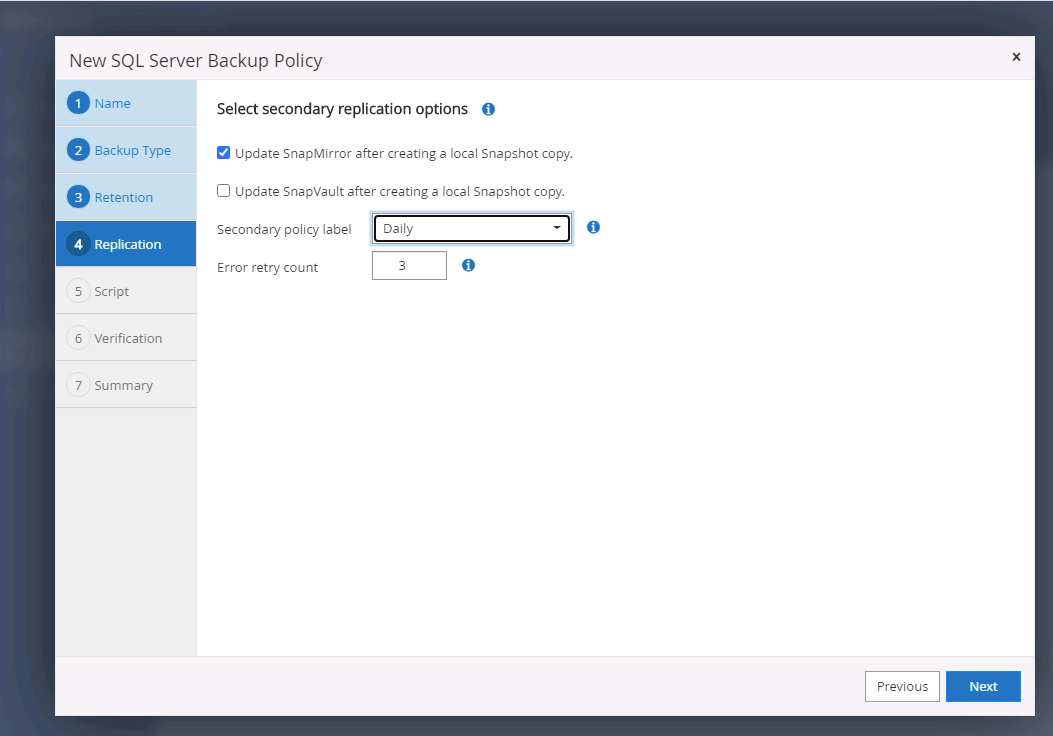 New SQL Server Backup Policy
×
1 Name
2 Backup Type
3 Retention
4 Replication
5 Script
6 Verification
7 Summary
Select secondary replication options
Update SnapMirror after creating a local Snapshot copy.
Update SnapVault after creating a local Snapshot copy.
Secondary policy label Daily
Error retry count 3
Previous Next